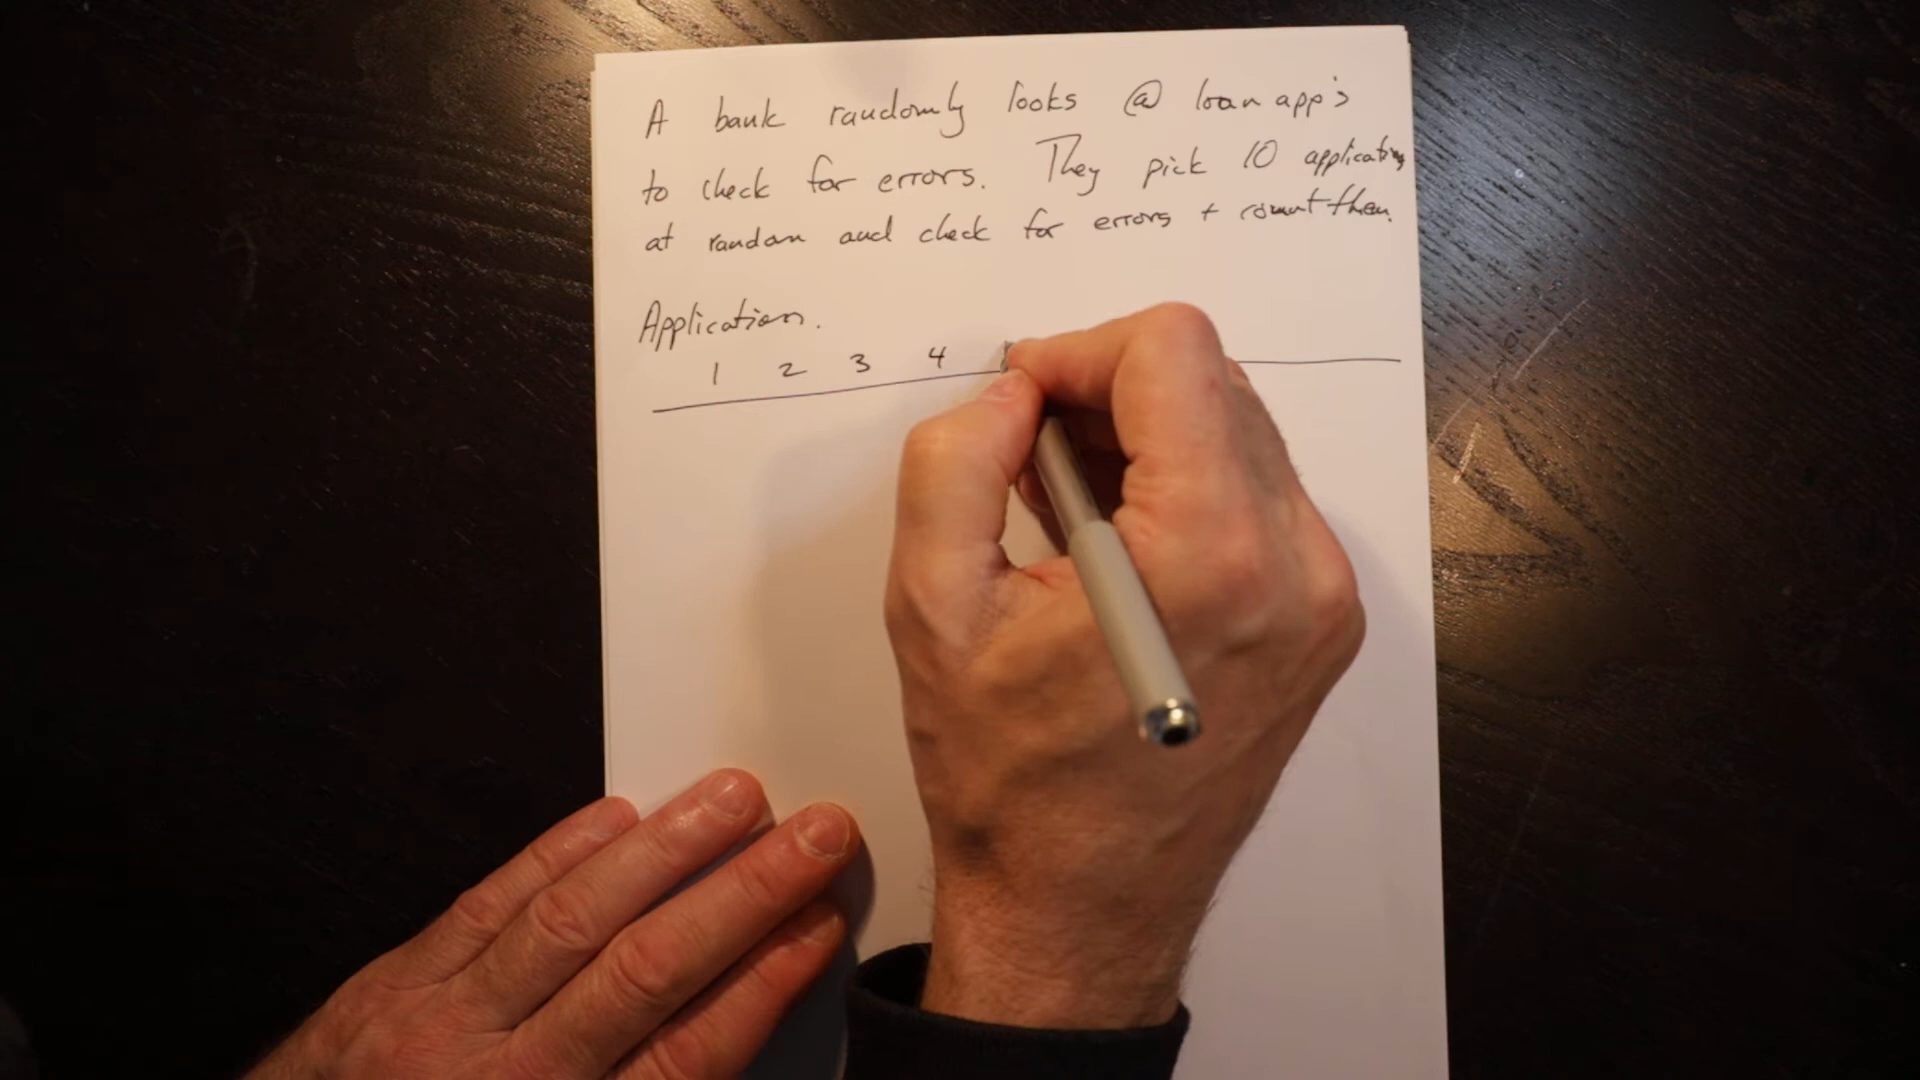 A bank randomly looks @ loan app's
to check for errors. They pick 10 applications
at random and check for errors + count them.
Application.
1 2 3 4